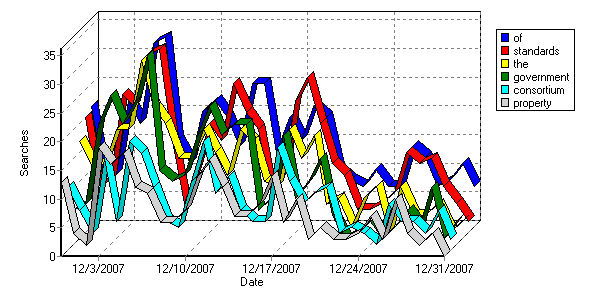 35
30
25
20
15
10
5
0
Searches
12/3/2007
12/10/2007
12/17/2007
12/24/2007
12/31/2007
Date
of
standards
the
government
consortium
property